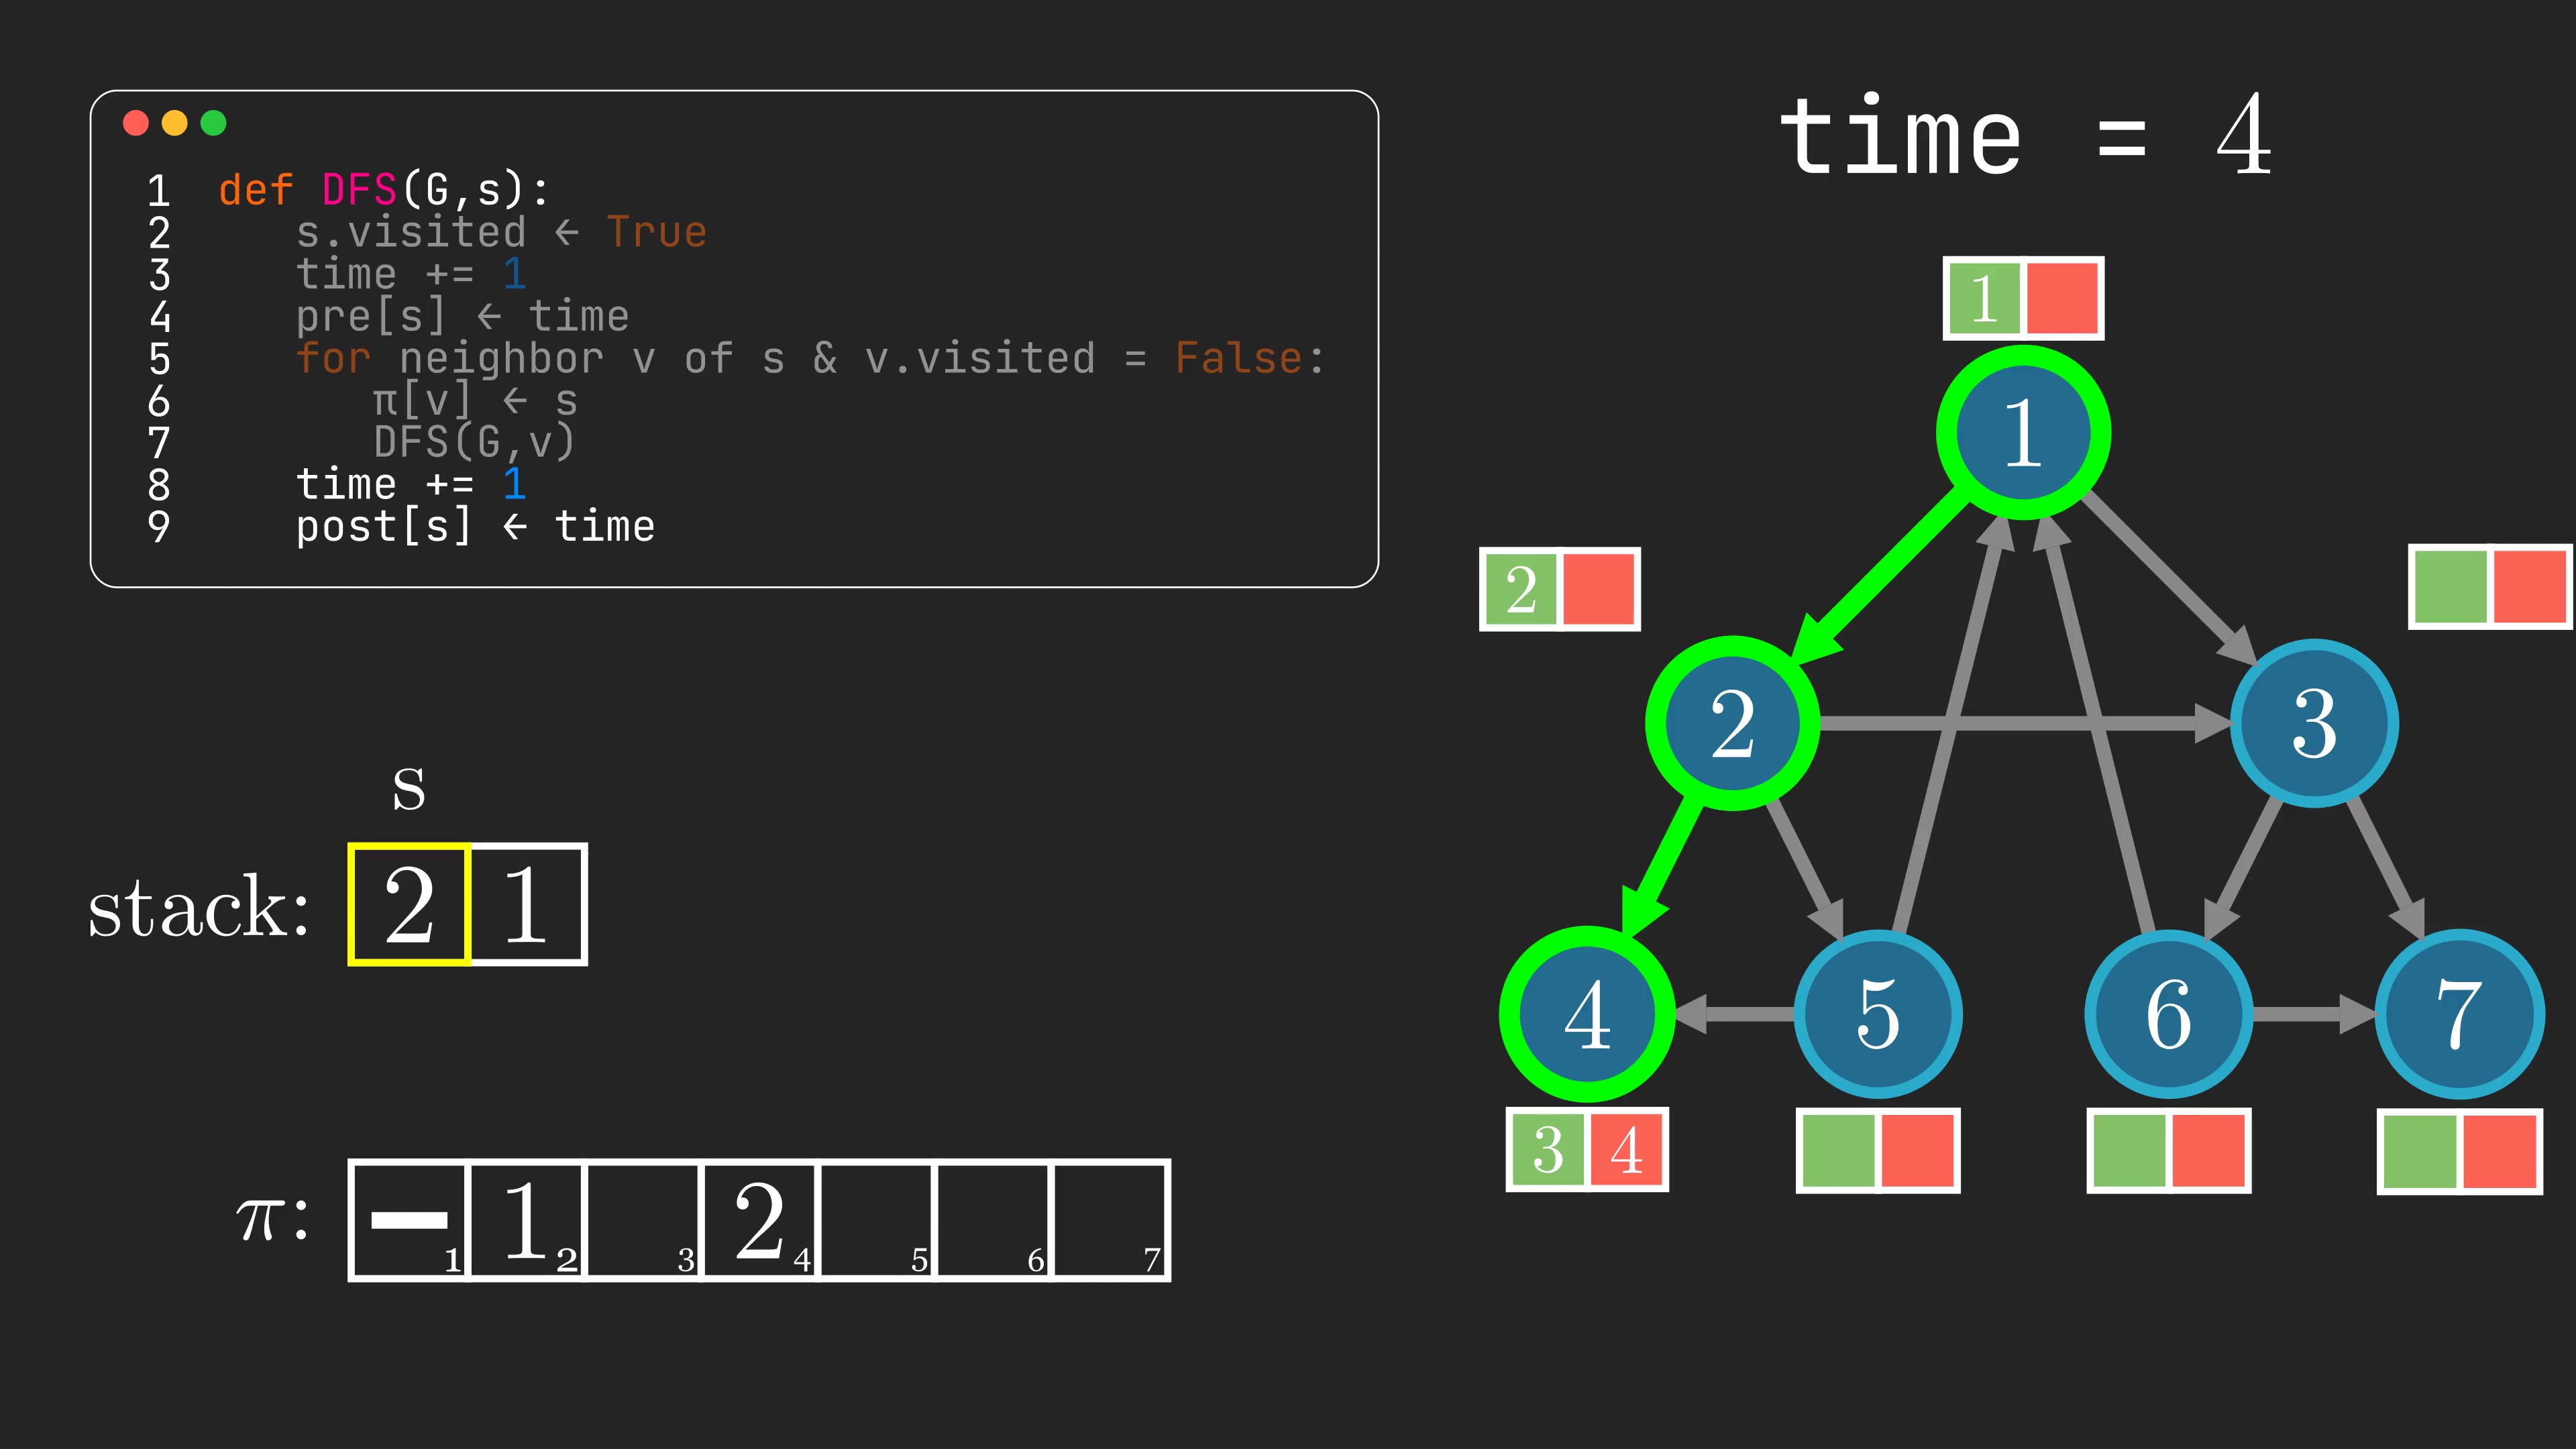 time = 4
1 def DFS(G,s):
2 s.visited ← True
3 time += 1
4 pre[s] ← time
5 for neighbor v of s & v.visited = False:
6 π[v] ← s
7 DFS(G,v)
8 time += 1
9 post[s] ← time
s
stack: 2 1
π: − 1 1 2 3 2 4 5 6 7
1
1
2
2 3
4 5 6 7
3 4